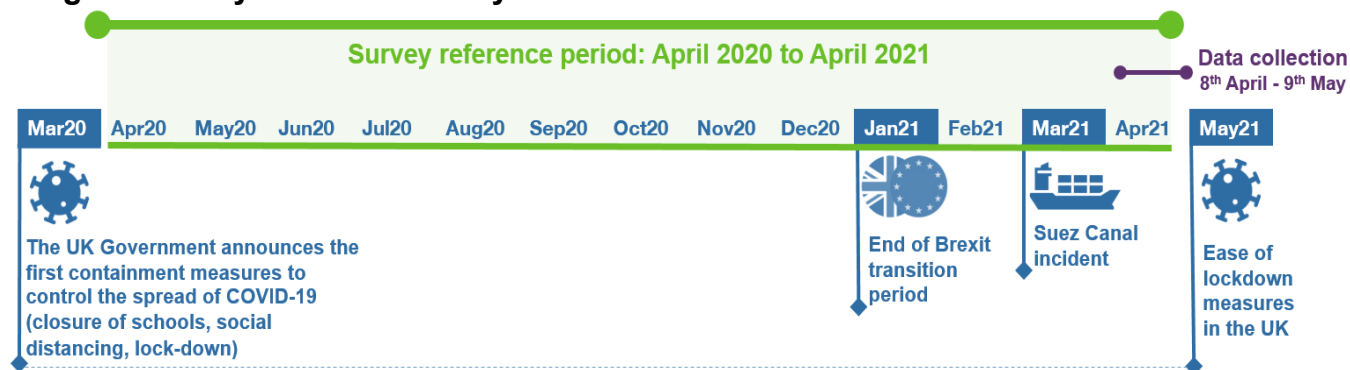 Survey reference period: April 2020 to April 2021
Data collection
8th April - 9th May
Mar20 Apr20 May20 Jun20 Jul20 Aug20 Sep20 Oct20 Nov20 Dec20 Jan21 Feb21 Mar21 Apr21 May21
The UK Government announces the
first containment measures to
control the spread of COVID-19
(closure of schools, social
distancing, lock-down)
End of Brexit
transition
period
Suez Canal
incident
Ease of
lockdown
measures
in the UK